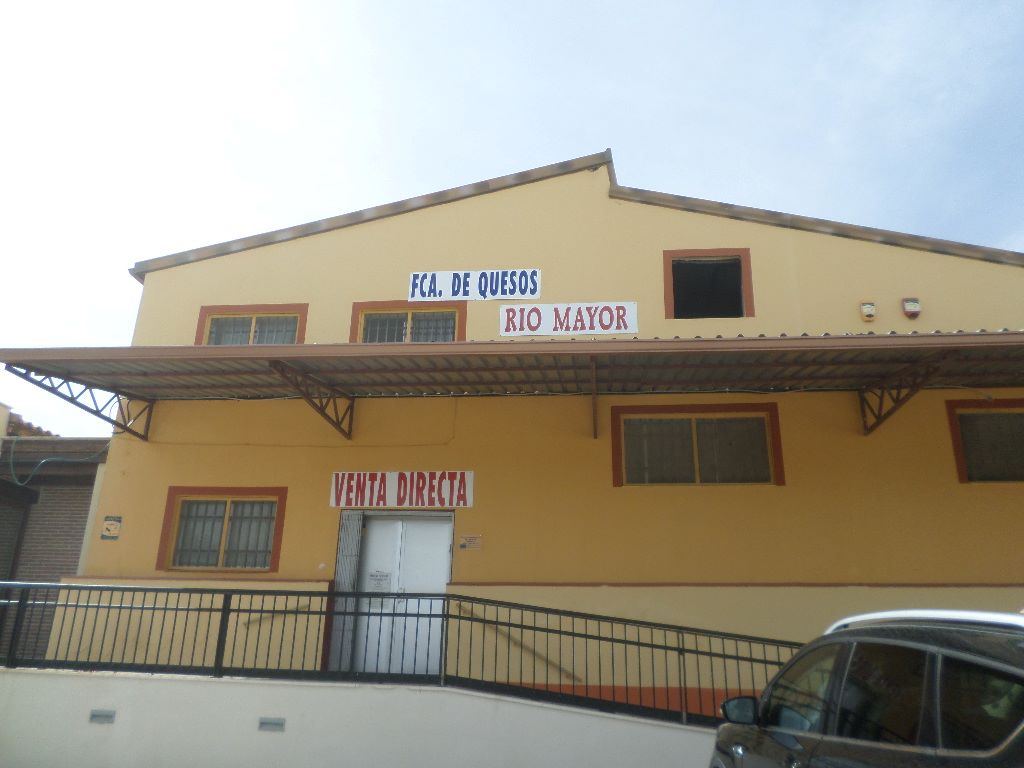 FCA. DE QUESOS
RIO MAYOR
VENTA DIRECTA